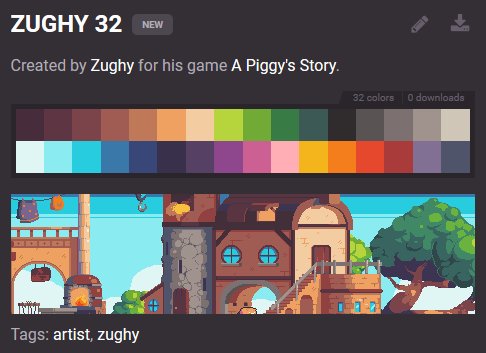 ZUGHY 32 NEW
Created by Zughy for his game A Piggy's Story.
32 colors 0 downloads
Tags: artist, zughy